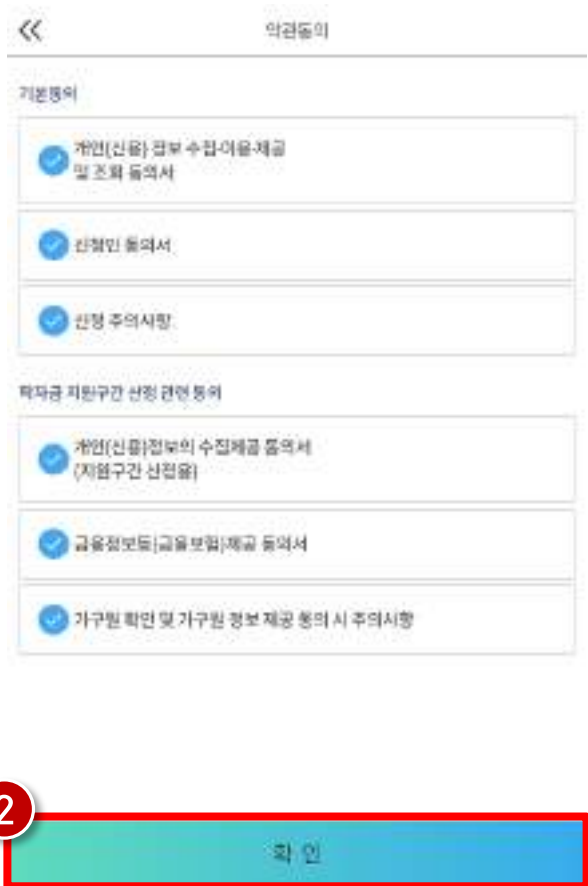 약관동의
기본동의
개인(신용) 정보 수집·이용·제공
및 조회 동의서
신청인 동의서
신청 주의사항
학자금 지원구간 산정 관련 동의
개인(신용)정보의 수집제공 동의서
(지원구간 산정용)
금융정보등(금융보험)제공 동의서
가구원 확인 및 가구원 정보 제공 동의 시 주의사항
2
확 인